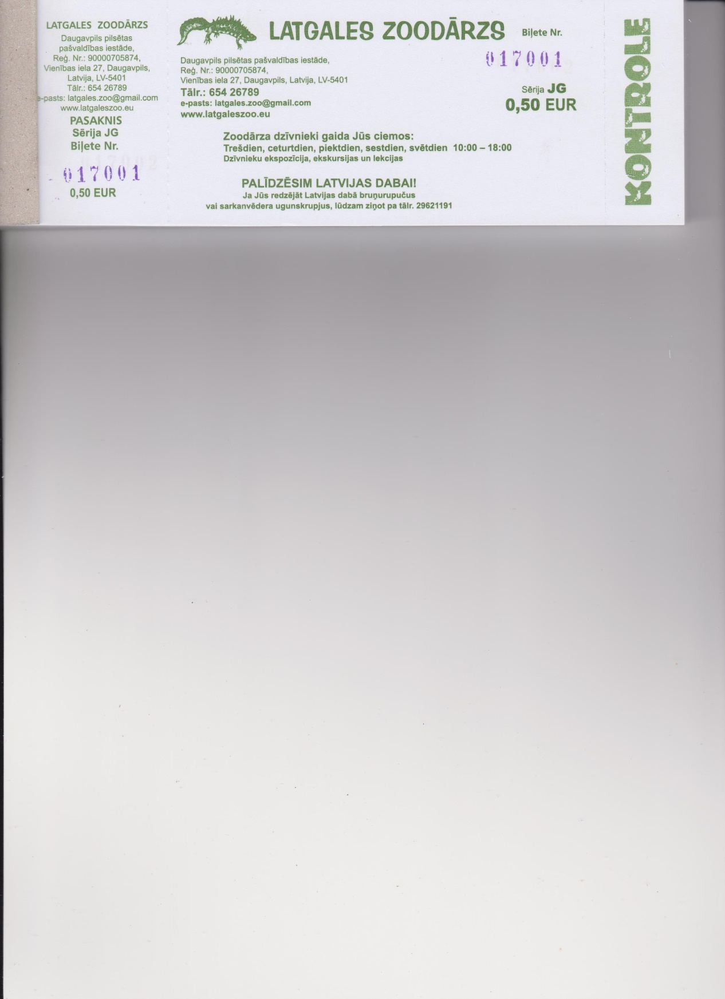 LATGALES ZOODĀRZS
Daugavpils pilsētas
pašvaldības iestāde,
Reģ. Nr.: 90000705874,
Vienības iela 27, Daugavpils,
Latvija, LV-5401
Tālr.: 654 26789
e-pasts: latgales.zoo@gmail.com
www.latgaleszoo.eu
PASAKNIS
Sērija JG
Biļete Nr.
017001
0,50 EUR
LATGALES ZOODĀRZS
Biļete Nr.
017001
Daugavpils pilsētas pašvaldības iestāde,
Reģ. Nr.: 90000705874,
Vienības iela 27, Daugavpils, Latvija, LV-5401
Tālr.: 654 26789
e-pasts: latgales.zoo@gmail.com
www.latgaleszoo.eu
Sērija JG
0,50 EUR
Zoodārza dzīvnieki gaida Jūs ciemos:
Trešdien, ceturtdien, piektdien, sestdien, svētdien 10:00 – 18:00
Dzīvnieku ekspozīcija, ekskursijas un lekcijas
PALĪDZĒSIM LATVIJAS DABAI!
Ja Jūs redzējāt Latvijas dabā bruņurupučus
vai sarkanvēdera ugunskrupjus, lūdzam ziņot pa tālr. 29621191
KONTROLE